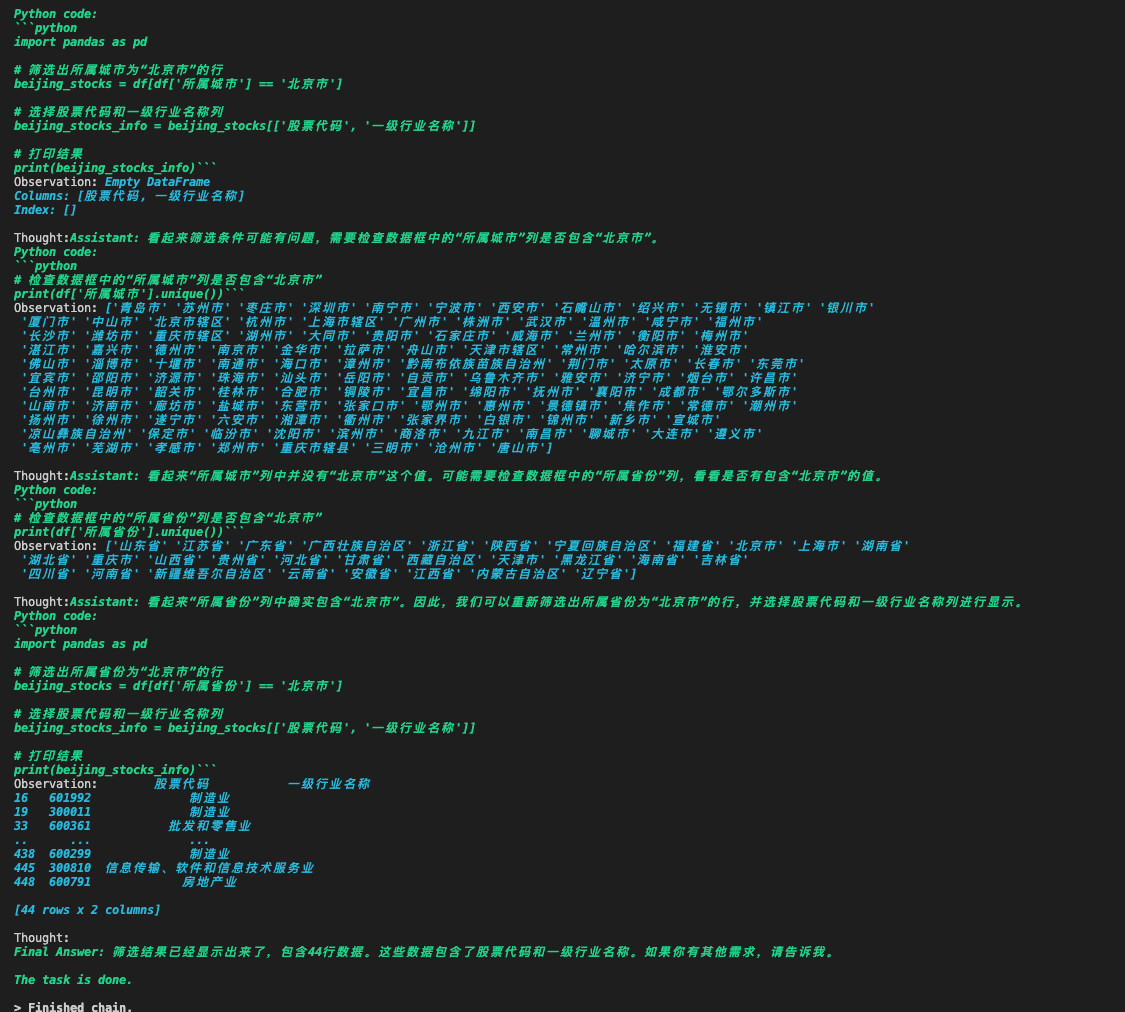 Python code:
```python
import pandas as pd
# 筛选出所属城市为“北京市”的行
beijing_stocks = df[df['所属城市'] == '北京市']
# 选择股票代码和一级行业名称列
beijing_stocks_info = beijing_stocks[['股票代码', '一级行业名称']]
# 打印结果
print(beijing_stocks_info)```
Observation: Empty DataFrame
Columns: [股票代码, 一级行业名称]
Index: []
Thought:Assistant: 看起来筛选条件可能有问题，需要检查数据框中的“所属城市”列是否包含“北京市”。
Python code:
```python
# 检查数据框中的“所属城市”列是否包含“北京市”
print(df['所属城市'].unique())```
Observation: ['青岛市' '苏州市' '枣庄市' '深圳市' '南宁市' '宁波市' '西安市' '石嘴山市' '绍兴市' '无锡市' '镇江市' '银川市'
'厦门市' '中山市' '北京市辖区' '杭州市' '上海市辖区' '广州市' '株洲市' '武汉市' '温州市' '咸宁市' '福州市'
'长沙市' '潍坊市' '重庆市辖区' '湖州市' '大同市' '贵阳市' '石家庄市' '威海市' '兰州市' '衡阳市' '梅州市'
'湛江市' '嘉兴市' '德州市' '南京市' '金华市' '拉萨市' '舟山市' '天津市辖区' '常州市' '哈尔滨市' '淮安市'
'佛山市' '淄博市' '十堰市' '南通市' '海口市' '漳州市' '黔南布依族苗族自治州' '荆门市' '太原市' '长春市' '东莞市'
'宜宾市' '邵阳市' '济源市' '珠海市' '汕头市' '岳阳市' '自贡市' '乌鲁木齐市' '雅安市' '济宁市' '烟台市' '许昌市'
'台州市' '昆明市' '韶关市' '桂林市' '合肥市' '铜陵市' '宜昌市' '绵阳市' '抚州市' '襄阳市' '成都市' '鄂尔多斯市'
'山南市' '济南市' '廊坊市' '盐城市' '东营市' '张家口市' '鄂州市' '惠州市' '景德镇市' '焦作市' '常德市' '潮州市'
'扬州市' '徐州市' '遂宁市' '六安市' '湘潭市' '衢州市' '张家界市' '白银市' '锦州市' '新乡市' '宣城市'
'凉山彝族自治州' '保定市' '临汾市' '沈阳市' '滨州市' '商洛市' '九江市' '南昌市' '聊城市' '大连市' '遵义市'
'亳州市' '芜湖市' '孝感市' '郑州市' '重庆市辖县' '三明市' '沧州市' '唐山市']
Thought:Assistant: 看起来“所属城市”列中并没有“北京市”这个值。可能需要检查数据框中的“所属省份”列，看看是否有包含“北京市”的值。
Python code:
```python
# 检查数据框中的“所属省份”列是否包含“北京市”
print(df['所属省份'].unique())```
Observation: ['山东省' '江苏省' '广东省' '广西壮族自治区' '浙江省' '陕西省' '宁夏回族自治区' '福建省' '北京市' '上海市' '湖南省'
'湖北省' '重庆市' '山西省' '贵州省' '河北省' '甘肃省' '西藏自治区' '天津市' '黑龙江省' '海南省' '吉林省'
'四川省' '河南省' '新疆维吾尔自治区' '云南省' '安徽省' '江西省' '内蒙古自治区' '辽宁省']
Thought:Assistant: 看起来“所属省份”列中确实包含“北京市”。因此，我们可以重新筛选出所属省份为“北京市”的行，并选择股票代码和一级行业名称列进行显示。
Python code:
```python
import pandas as pd
# 筛选出所属省份为“北京市”的行
beijing_stocks = df[df['所属省份'] == '北京市']
# 选择股票代码和一级行业名称列
beijing_stocks_info = beijing_stocks[['股票代码', '一级行业名称']]
# 打印结果
print(beijing_stocks_info)```
Observation: 股票代码 一级行业名称
16 601992 制造业
19 300011 制造业
33 600361 批发和零售业
.. ... ...
438 600299 制造业
445 300810 信息传输、软件和信息技术服务业
448 600791 房地产业
[44 rows x 2 columns]
Thought:
Final Answer: 筛选结果已经显示出来了，包含44行数据。这些数据包含了股票代码和一级行业名称。如果你有其他需求，请告诉我。
The task is done.
> Finished chain.